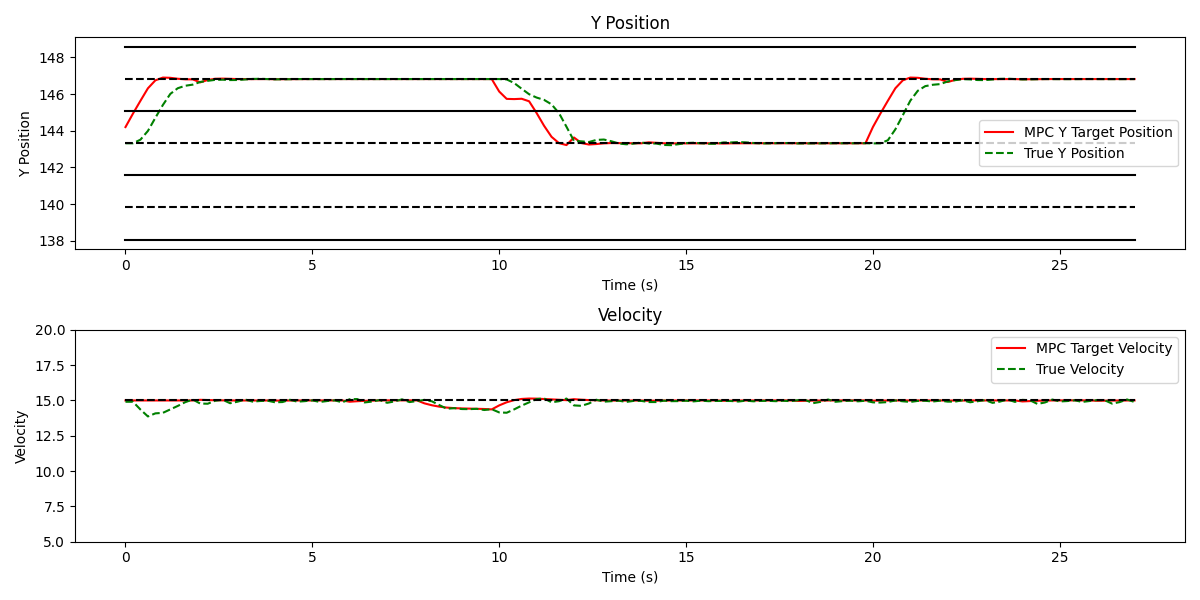 Y Position
Y Position
148
146
144
142
140
138
MPC Y Target Position
True Y Position
0
5
10
15
20
25
Time (s)
Velocity
Velocity
20.0
17.5
15.0
12.5
10.0
7.5
5.0
MPC Target Velocity
True Velocity
0
5
10
15
20
25
Time (s)